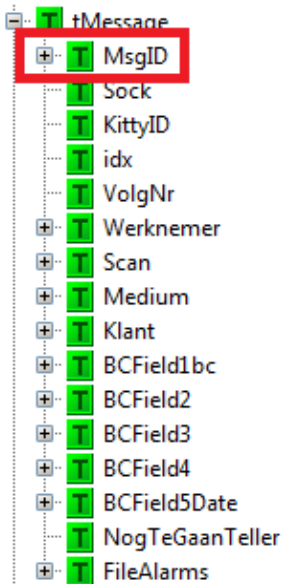 T tMessage
T MsgID
T Sock
T KittyID
T idx
T VolgNr
T Werknemer
T Scan
T Medium
T Klant
T BCField1bc
T BCField2
T BCField3
T BCField4
T BCField5Date
T NogTeGaanTeller
T FileAlarms